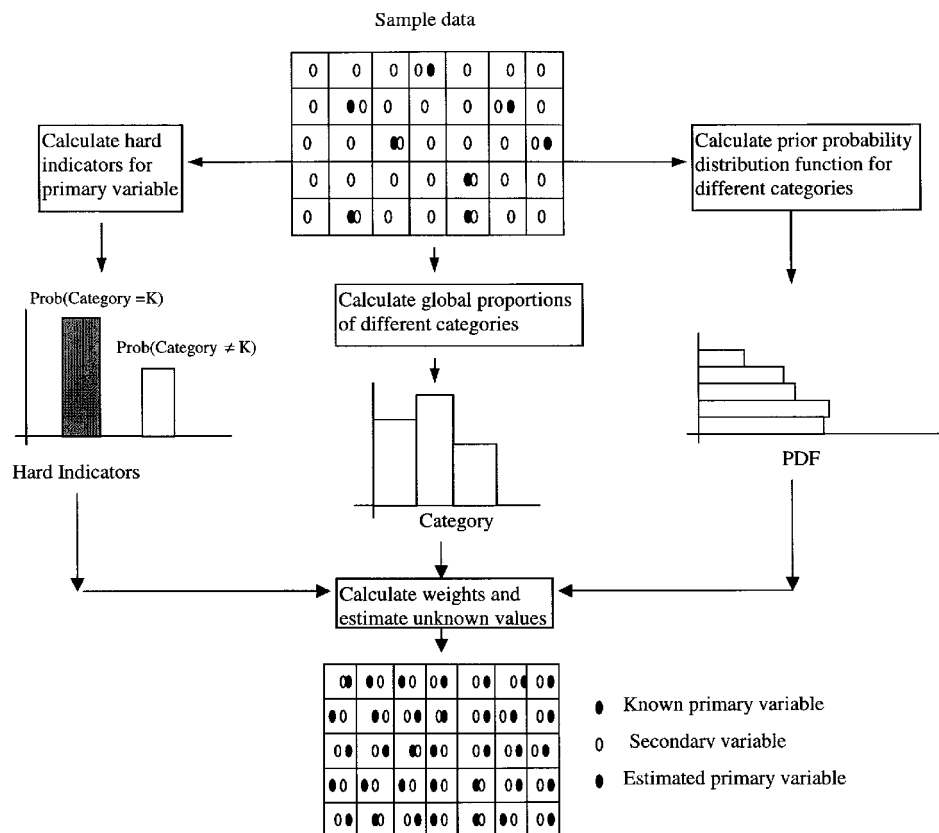 Sample data
Calculate hard
indicators for
primary variable
Calculate prior probability
distribution function for
different categories
Prob(Category =K)
Prob(Category ≠ K)
Hard Indicators
Calculate global proportions
of different categories
Category
PDF
Calculate weights and
estimate unknown values
Known primary variable
Secondary variable
Estimated primary variable